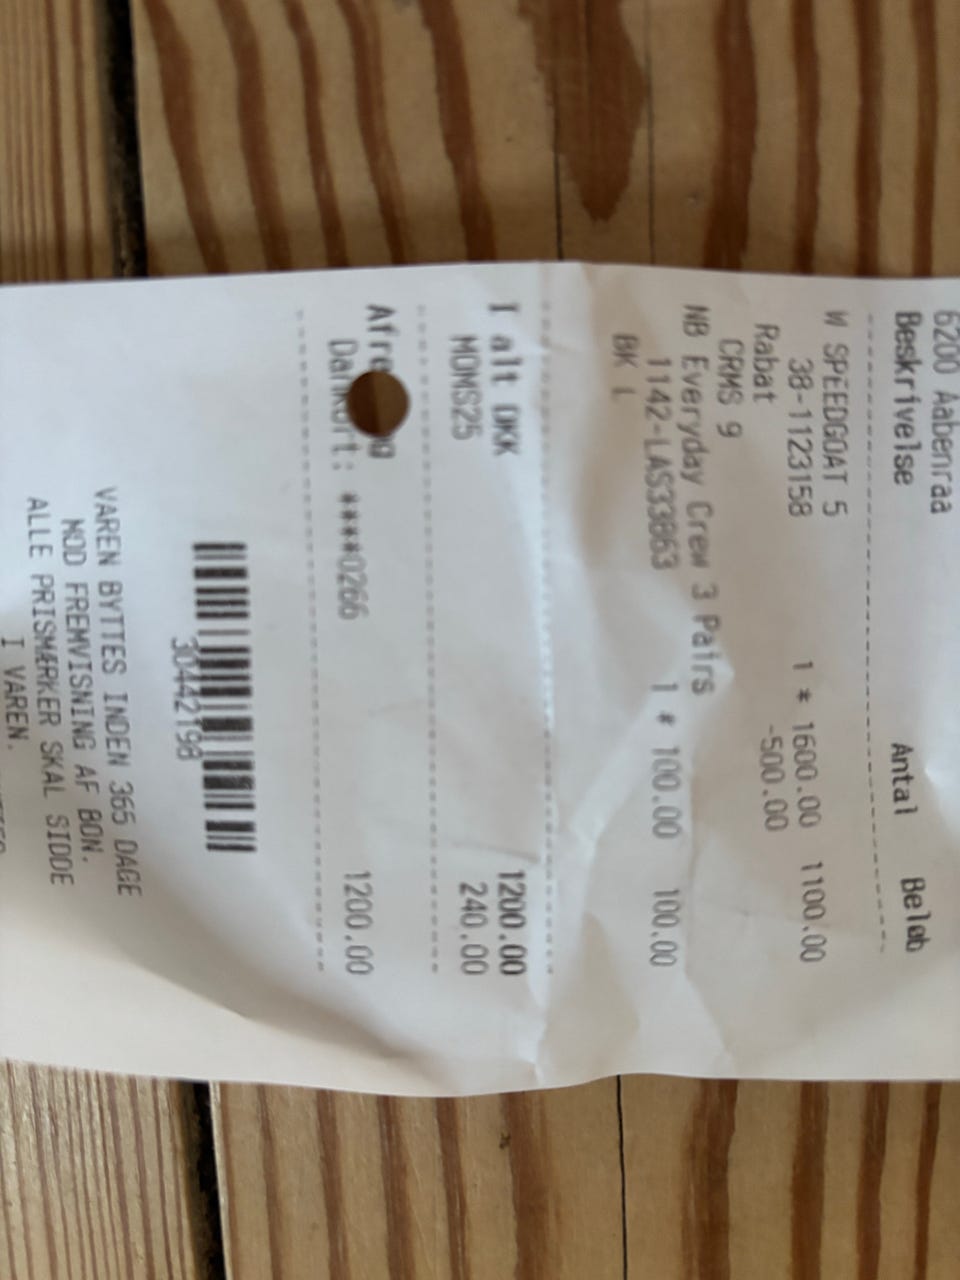 6200 Aabenraa
Beskrivelse Antal Beløb
W SPEEDGOAT 5
38-1123158 1 * 1600.00 1100.00
Rabat -500.00
CRMS 9
NB Everyday Crew 3 Pairs
1142-LAS33863 1 * 100.00 100.00
BK L
I alt DKK 1200.00
MOMS25 240.00
Dankort: ****0266 1200.00
30442198
VAREN BYTTES INDEN 365 DAGE
MOD FREMVISNING AF BON.
ALLE PRISMÆRKER SKAL SIDDE
I VAREN.